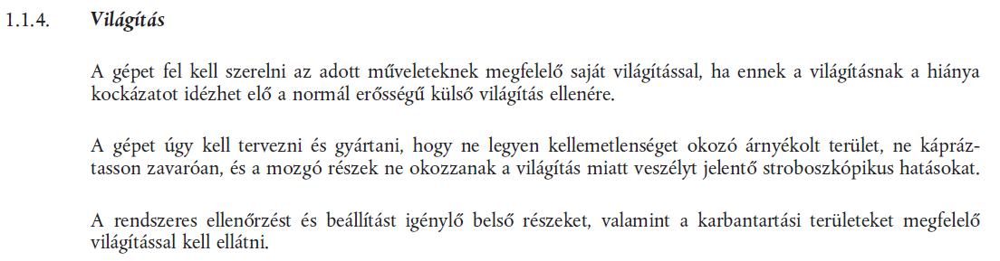 1.1.4. Világítás
A gépet fel kell szerelni az adott műveleteknek megfelelő saját világítással, ha ennek a világításnak a hiánya
kockázatot idézhet elő a normál erősségű külső világítás ellenére.
A gépet úgy kell tervezni és gyártani, hogy ne legyen kellemetlenséget okozó árnyékolt terület, ne kápráz-
tasson zavaróan, és a mozgó részek ne okozzanak a világítás miatt veszélyt jelentő stroboszkópikus hatásokat.
A rendszeres ellenőrzést és beállítást igénylő belső részeket, valamint a karbantartási területeket megfelelő
világítással kell ellátni.